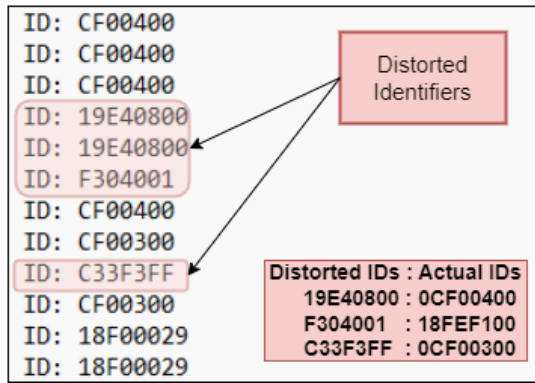 ID: CF00400
ID: CF00400
ID: CF00400
ID: 19E40800
ID: 19E40800
ID: F304001
ID: CF00400
ID: CF00300
ID: C33F3FF
ID: CF00300
ID: 18F00029
ID: 18F00029
Distorted
Identifiers
Distorted IDs : Actual IDs
19E40800 : 0CF00400
F304001 : 18FEF100
C33F3FF : 0CF00300